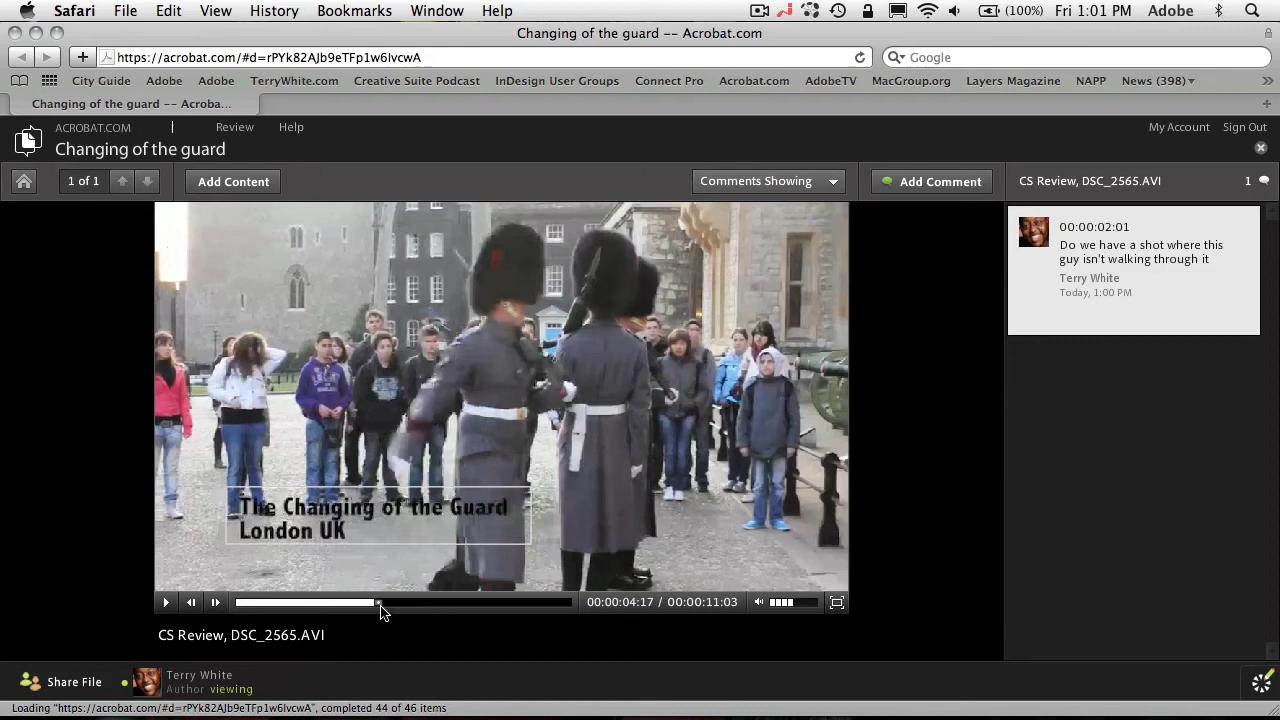 Safari File Edit View History Bookmarks Window Help (100%) Fri 1:01 PM Adobe
Changing of the guard -- Acrobat.com
https://acrobat.com/#d=rPYk82AJb9eTFp1w6IvcwA
Google
City Guide Adobe Adobe TerryWhite.com Creative Suite Podcast InDesign User Groups Connect Pro Acrobat.com AdobeTV MacGroup.org Layers Magazine NAPP News (398)
Changing of the guard -- Acroba...
ACROBAT.COM Review Help My Account Sign Out
Changing of the guard
1 of 1 Add Content Comments Showing Add Comment CS Review, DSC_2565.AVI 1
00:00:02:01
Do we have a shot where this
guy isn't walking through it
Terry White
Today, 1:00 PM
The Changing of the Guard
London UK
00:00:04:17 / 00:00:11:03
CS Review, DSC_2565.AVI
Share File
Terry White
Author viewing
Loading "https://acrobat.com/#d=rPYk82AJb9eTFp1w6IvcwA", completed 44 of 46 items